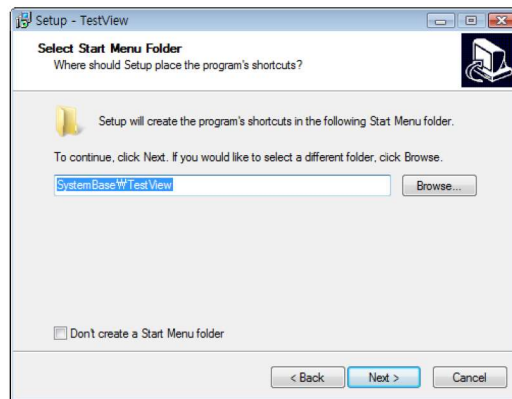 Setup - TestView
Select Start Menu Folder
Where should Setup place the program's shortcuts?
Setup will create the program's shortcuts in the following Start Menu folder.
To continue, click Next. If you would like to select a different folder, click Browse.
SystemBase₩TestView
Browse...
Don't create a Start Menu folder
< Back
Next >
Cancel